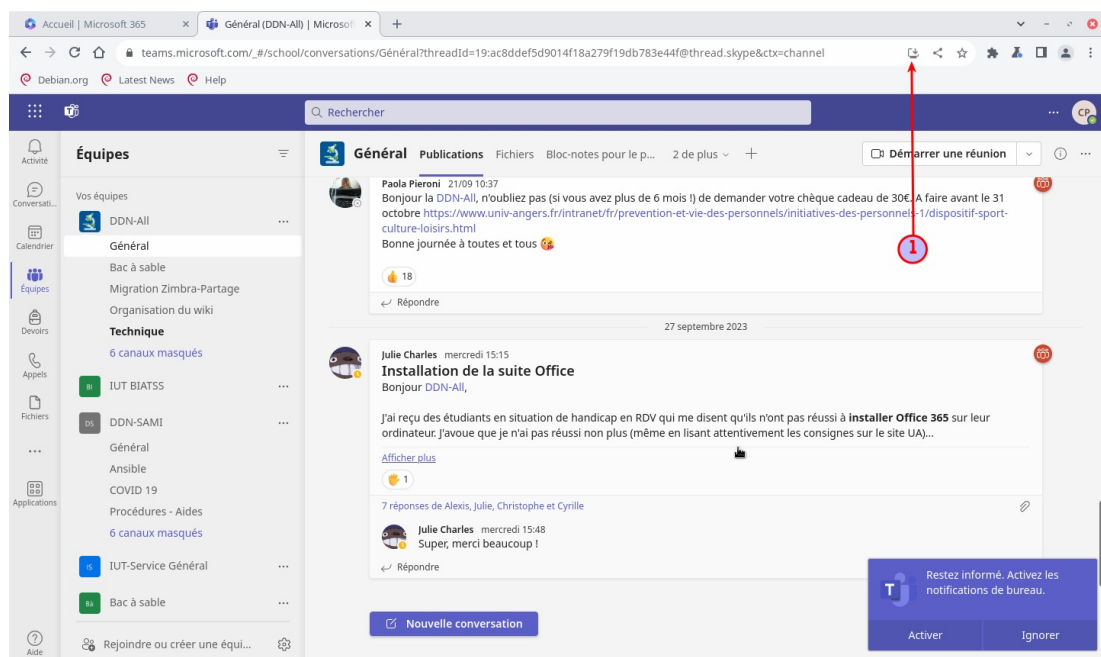 Accueil | Microsoft 365
Général (DDN-All) | Microsof
teams.microsoft.com/_#/school/conversations/Général?threadId=19:ac8ddef5d9014f18a279f19db783e44f@thread.skype&ctx=channel
Debian.org Latest News Help
Rechercher
CP
Activité
Conversati...
Calendrier
Équipes
Devoirs
Appels
Fichiers
Applications
Aide
Équipes
Vos équipes
DDN-All
Général
Bac à sable
Migration Zimbra-Partage
Organisation du wiki
Technique
6 canaux masqués
BI IUT BIATSS
DS DDN-SAMI
Général
Ansible
COVID 19
Procédures - Aides
6 canaux masqués
IS IUT-Service Général
Bà Bac à sable
Rejoindre ou créer une équi...
Général Publications Fichiers Bloc-notes pour le p... 2 de plus
Démarrer une réunion
1
Paola Pieroni 21/09 10:37
Bonjour la DDN-All, n'oubliez pas (si vous avez plus de 6 mois !) de demander votre chèque cadeau de 30€. A faire avant le 31
octobre https://www.univ-angers.fr/intranet/fr/prevention-et-vie-des-personnels/initiatives-des-personnels-1/dispositif-sport-
culture-loisirs.html
Bonne journée à toutes et tous
18
Répondre
27 septembre 2023
Julie Charles mercredi 15:15
Installation de la suite Office
Bonjour DDN-All,
J'ai reçu des étudiants en situation de handicap en RDV qui me disent qu'ils n'ont pas réussi à installer Office 365 sur leur
ordinateur. J'avoue que je n'ai pas réussi non plus (même en lisant attentivement les consignes sur le site UA)...
Afficher plus
1
7 réponses de Alexis, Julie, Christophe et Cyrille
Julie Charles mercredi 15:48
Super, merci beaucoup !
Répondre
Nouvelle conversation
T
Restez informé. Activez les
notifications de bureau.
Activer Ignorer